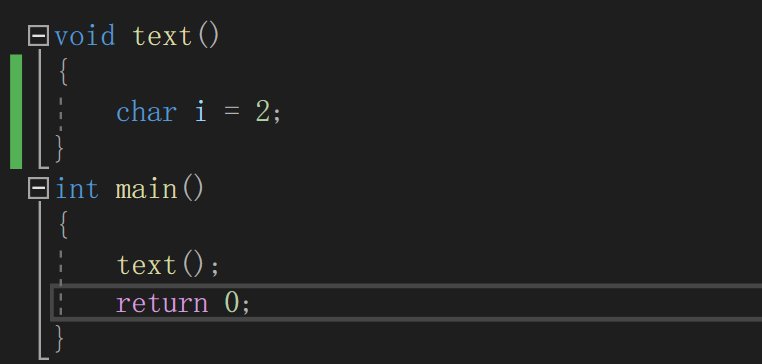 void text()
{
    char i = 2;
}
int main()
{
    text();
    return 0;
}